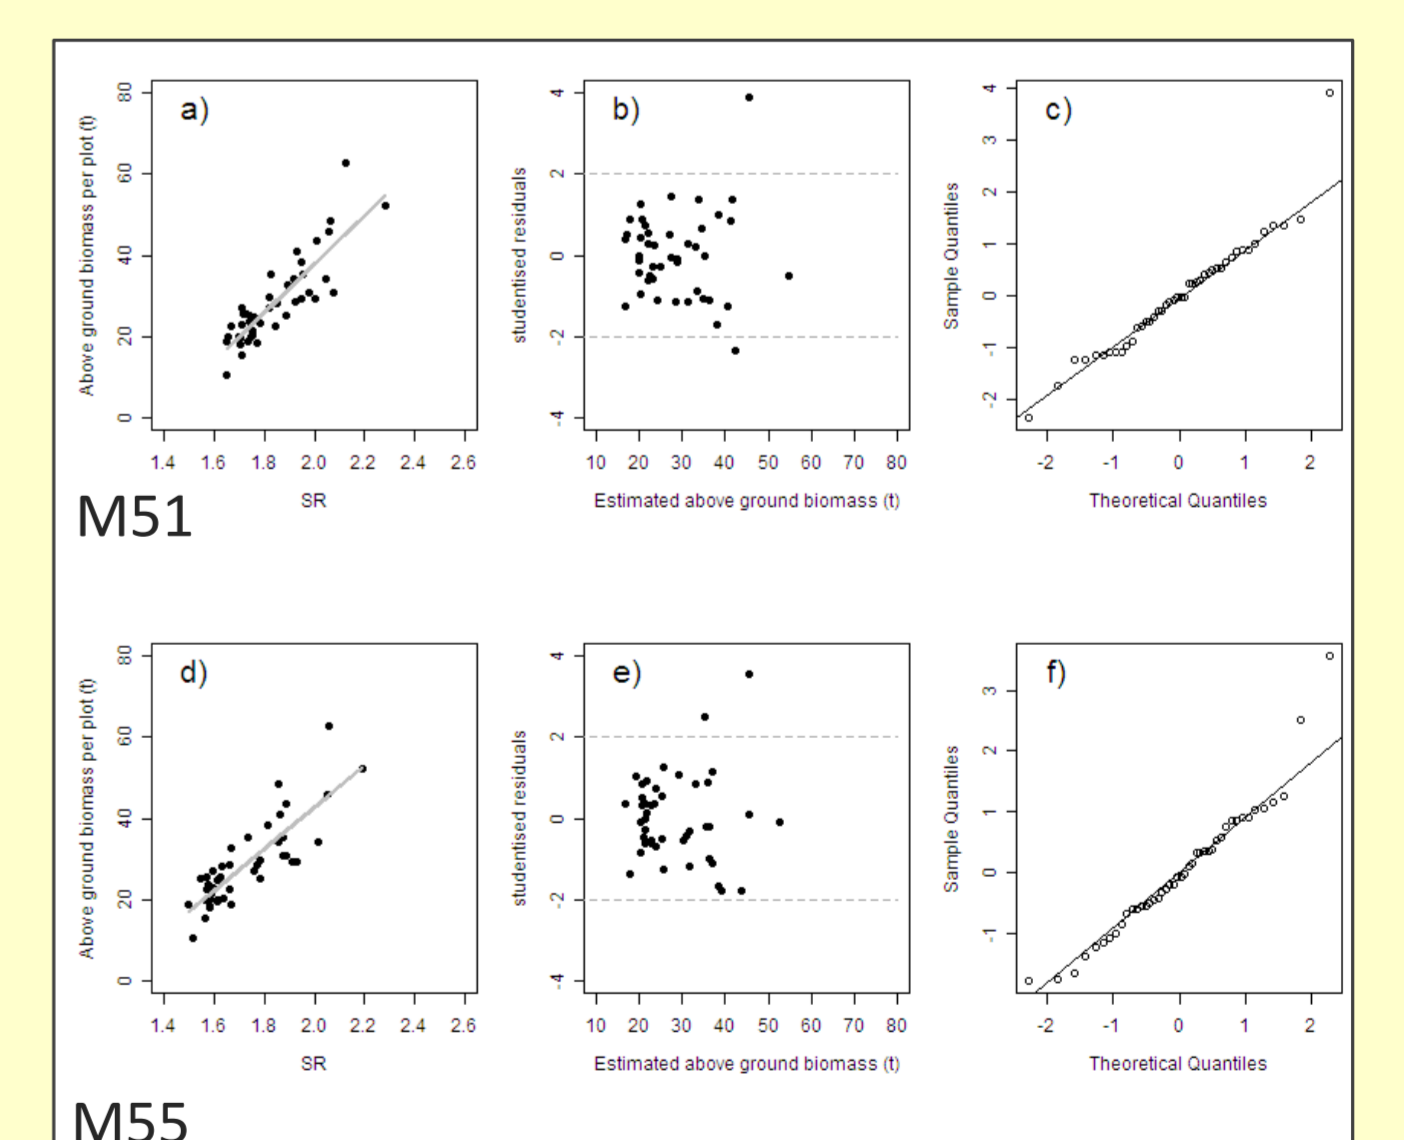 a)
Above ground biomass per plot (t)
80
60
40
20
0
1.4 1.6 1.8 2.0 2.2 2.4 2.6
SR
b)
studentised residuals
4
2
0
-2
-4
10 20 30 40 50 60 70 80
Estimated above ground biomass (t)
c)
Sample Quantiles
4
3
2
1
0
-1
-2
-2 -1 0 1 2
Theoretical Quantiles
M51
d)
Above ground biomass per plot (t)
80
60
40
20
0
1.4 1.6 1.8 2.0 2.2 2.4 2.6
SR
e)
studentised residuals
4
2
0
-2
-4
10 20 30 40 50 60 70 80
Estimated above ground biomass (t)
f)
Sample Quantiles
3
2
1
0
-1
-2 -1 0 1 2
Theoretical Quantiles
M55